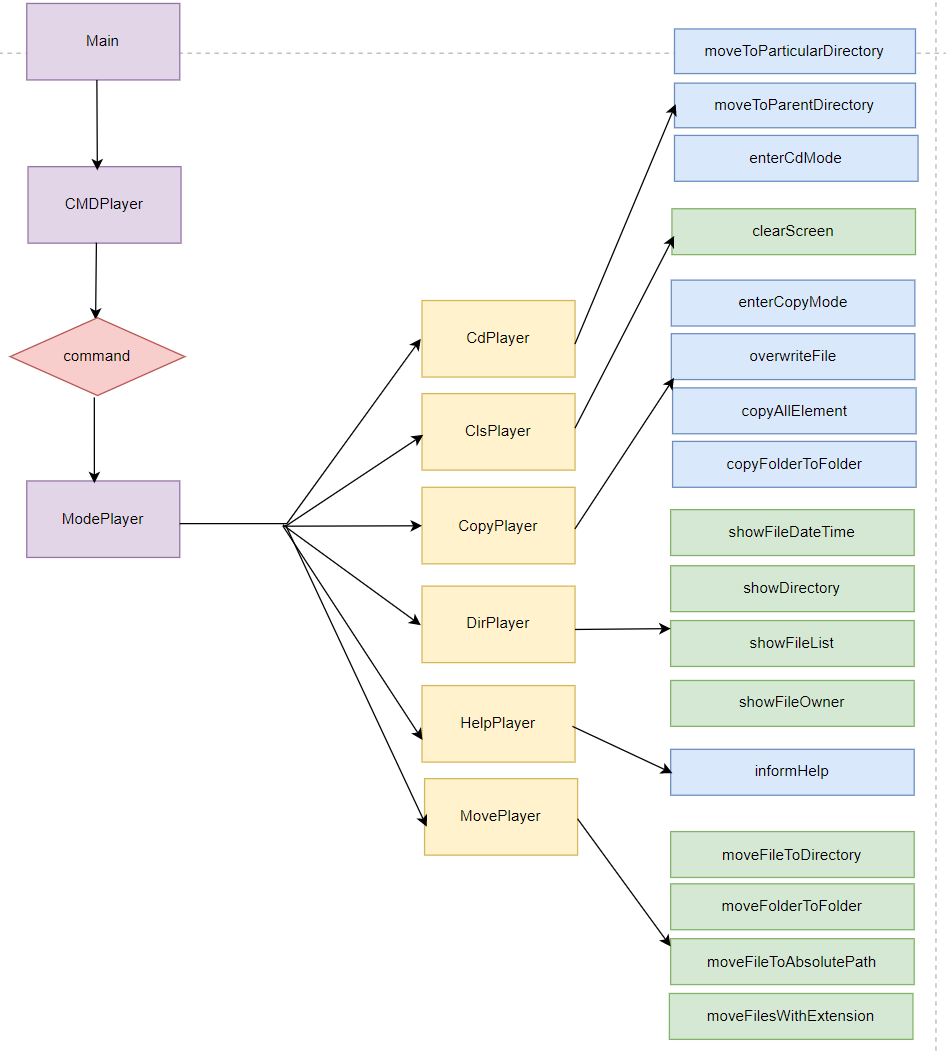 Main
CMDPlayer
command
ModePlayer
CdPlayer
ClsPlayer
CopyPlayer
DirPlayer
HelpPlayer
MovePlayer
moveToParticularDirectory
moveToParentDirectory
enterCdMode
clearScreen
enterCopyMode
overwriteFile
copyAllElement
copyFolderToFolder
showFileDateTime
showDirectory
showFileList
showFileOwner
informHelp
moveFileToDirectory
moveFolderToFolder
moveFileToAbsolutePath
moveFilesWithExtension